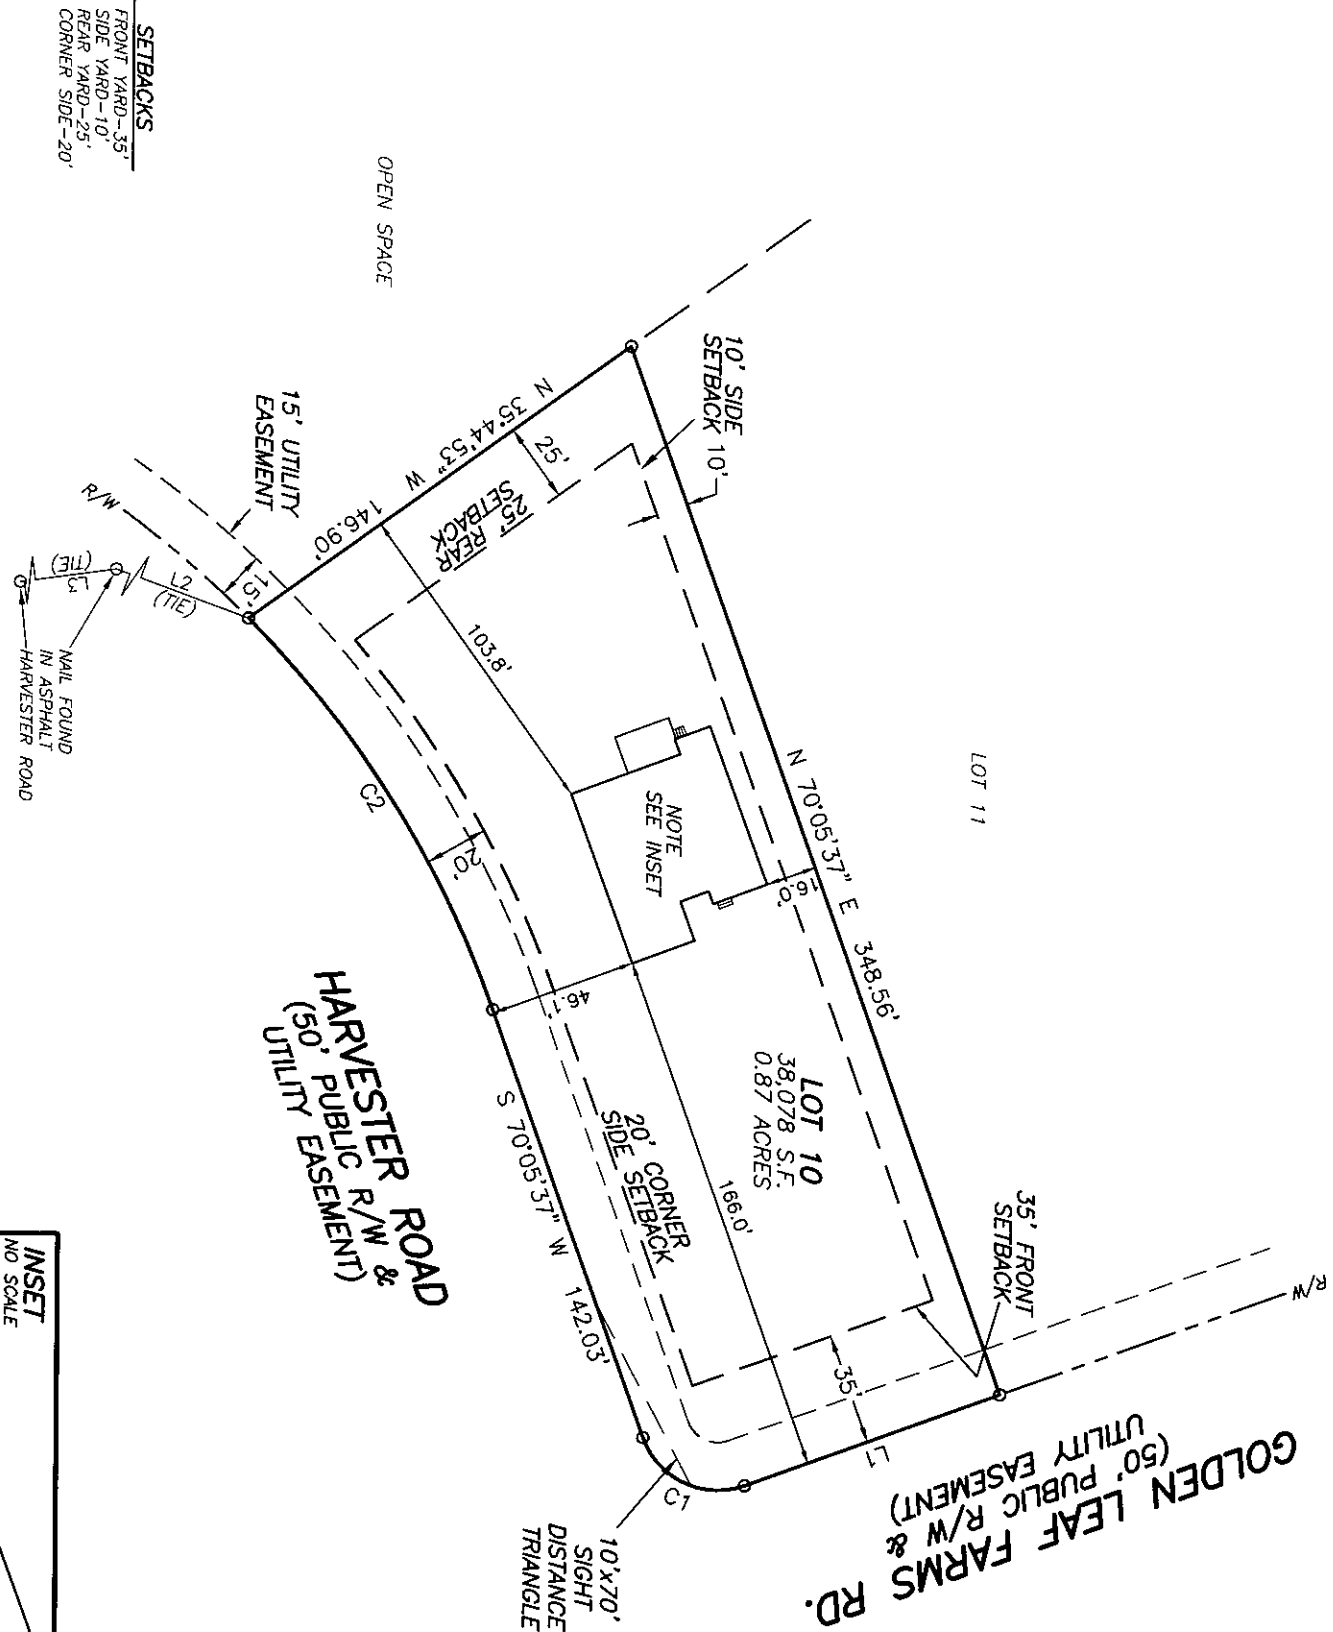 SETBACKS
FRONT YARD-35'
SIDE YARD-10'
REAR YARD-25'
CORNER SIDE-20'
OPEN SPACE
10' SIDE
SETBACK
10'
N 35°44'53" W 146.90'
25'
25' REAR
SETBACK
15' UTILITY
EASEMENT
R/W
15'
L2
(TIE)
L3
(TIE)
NAIL FOUND
IN ASPHALT
HARVESTER ROAD
103.8'
C2
20'
NOTE
SEE INSET
LOT 11
N 70°05'37" E 348.56'
16.0'
46.1'
LOT 10
38,078 S.F.
0.87 ACRES
166.0'
20' CORNER
SIDE SETBACK
S 70°05'37" W 142.03'
HARVESTER ROAD
(50' PUBLIC R/W &
UTILITY EASEMENT)
35' FRONT
SETBACK
35'
L1
C1
R/W
GOLDEN LEAF FARMS RD.
(50' PUBLIC R/W &
UTILITY EASEMENT)
10'x70'
SIGHT
DISTANCE
TRIANGLE
INSET
NO SCALE